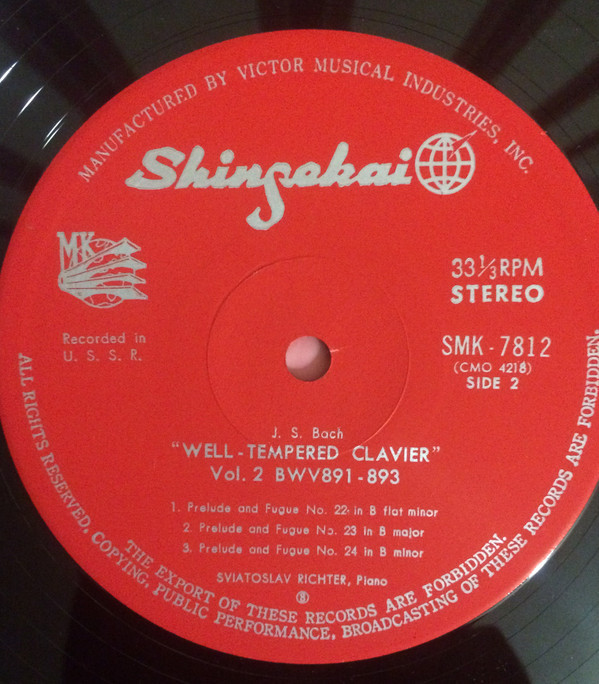 MANUFACTURED BY VICTOR MUSICAL INDUSTRIES, INC.
Shinsekai
MK
33 1/3 RPM
STEREO
Recorded in
U. S. S. R.
SMK - 7812
(CMO 4218)
SIDE 2
J. S. Bach
"WELL-TEMPERED CLAVIER"
Vol. 2 BWV891-893
1. Prelude and Fugue No. 22 in B flat minor
2. Prelude and Fugue No. 23 in B major
3. Prelude and Fugue No. 24 in B minor
SVIATOSLAV RICHTER, Piano
Ⓑ
THE EXPORT OF THESE RECORDS ARE FORBIDDEN.
ALL RIGHTS RESERVED. COPYING, PUBLIC PERFORMANCE, BROADCASTING OF THESE RECORDS ARE FORBIDDEN.